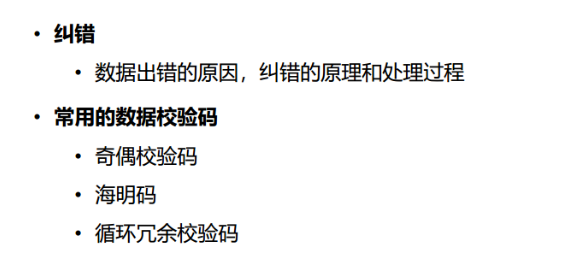 • 纠错
• 数据出错的原因，纠错的原理和处理过程
• 常用的数据校验码
• 奇偶校验码
• 海明码
• 循环冗余校验码